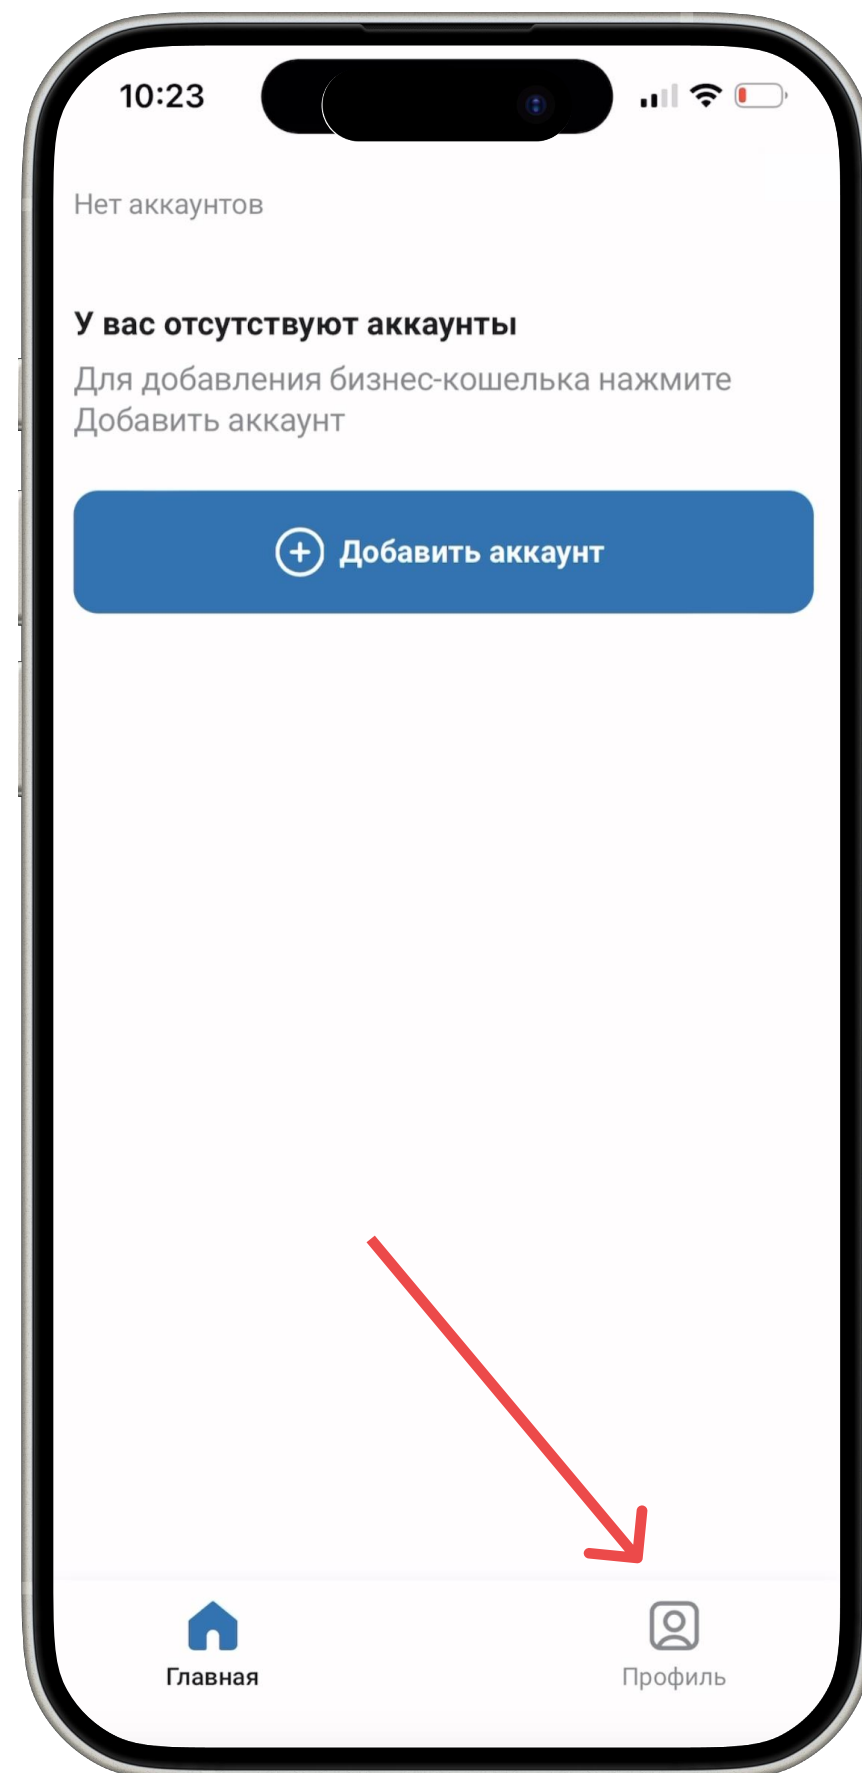 10:23
Нет аккаунтов
У вас отсутствуют аккаунты
Для добавления бизнес-кошелька нажмите
Добавить аккаунт
Добавить аккаунт
Главная
Профиль